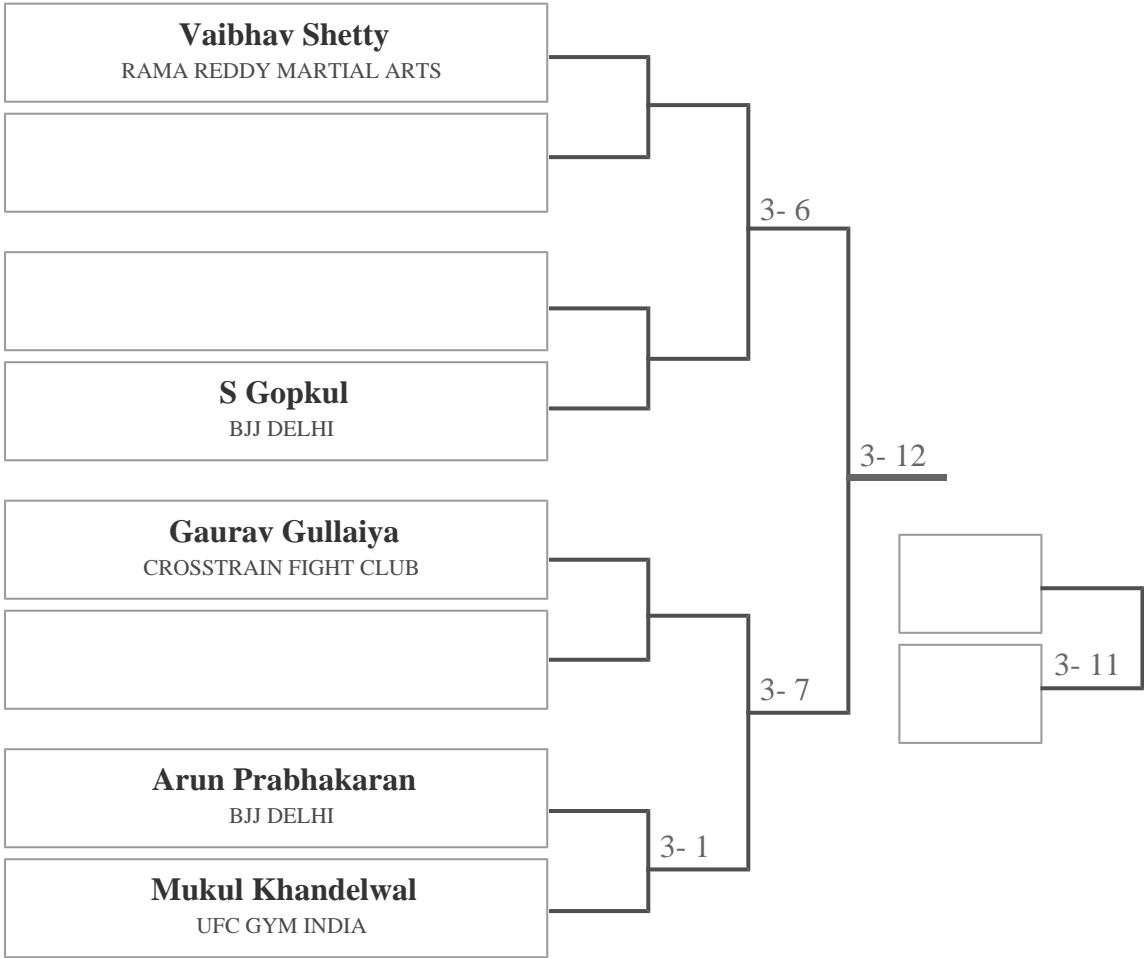 Vaibhav Shetty
RAMA REDDY MARTIAL ARTS
3- 6
S Gopkul
BJJ DELHI
3- 12
Gaurav Gullaiya
CROSSTRAIN FIGHT CLUB
3- 11
3- 7
Arun Prabhakaran
BJJ DELHI
3- 1
Mukul Khandelwal
UFC GYM INDIA